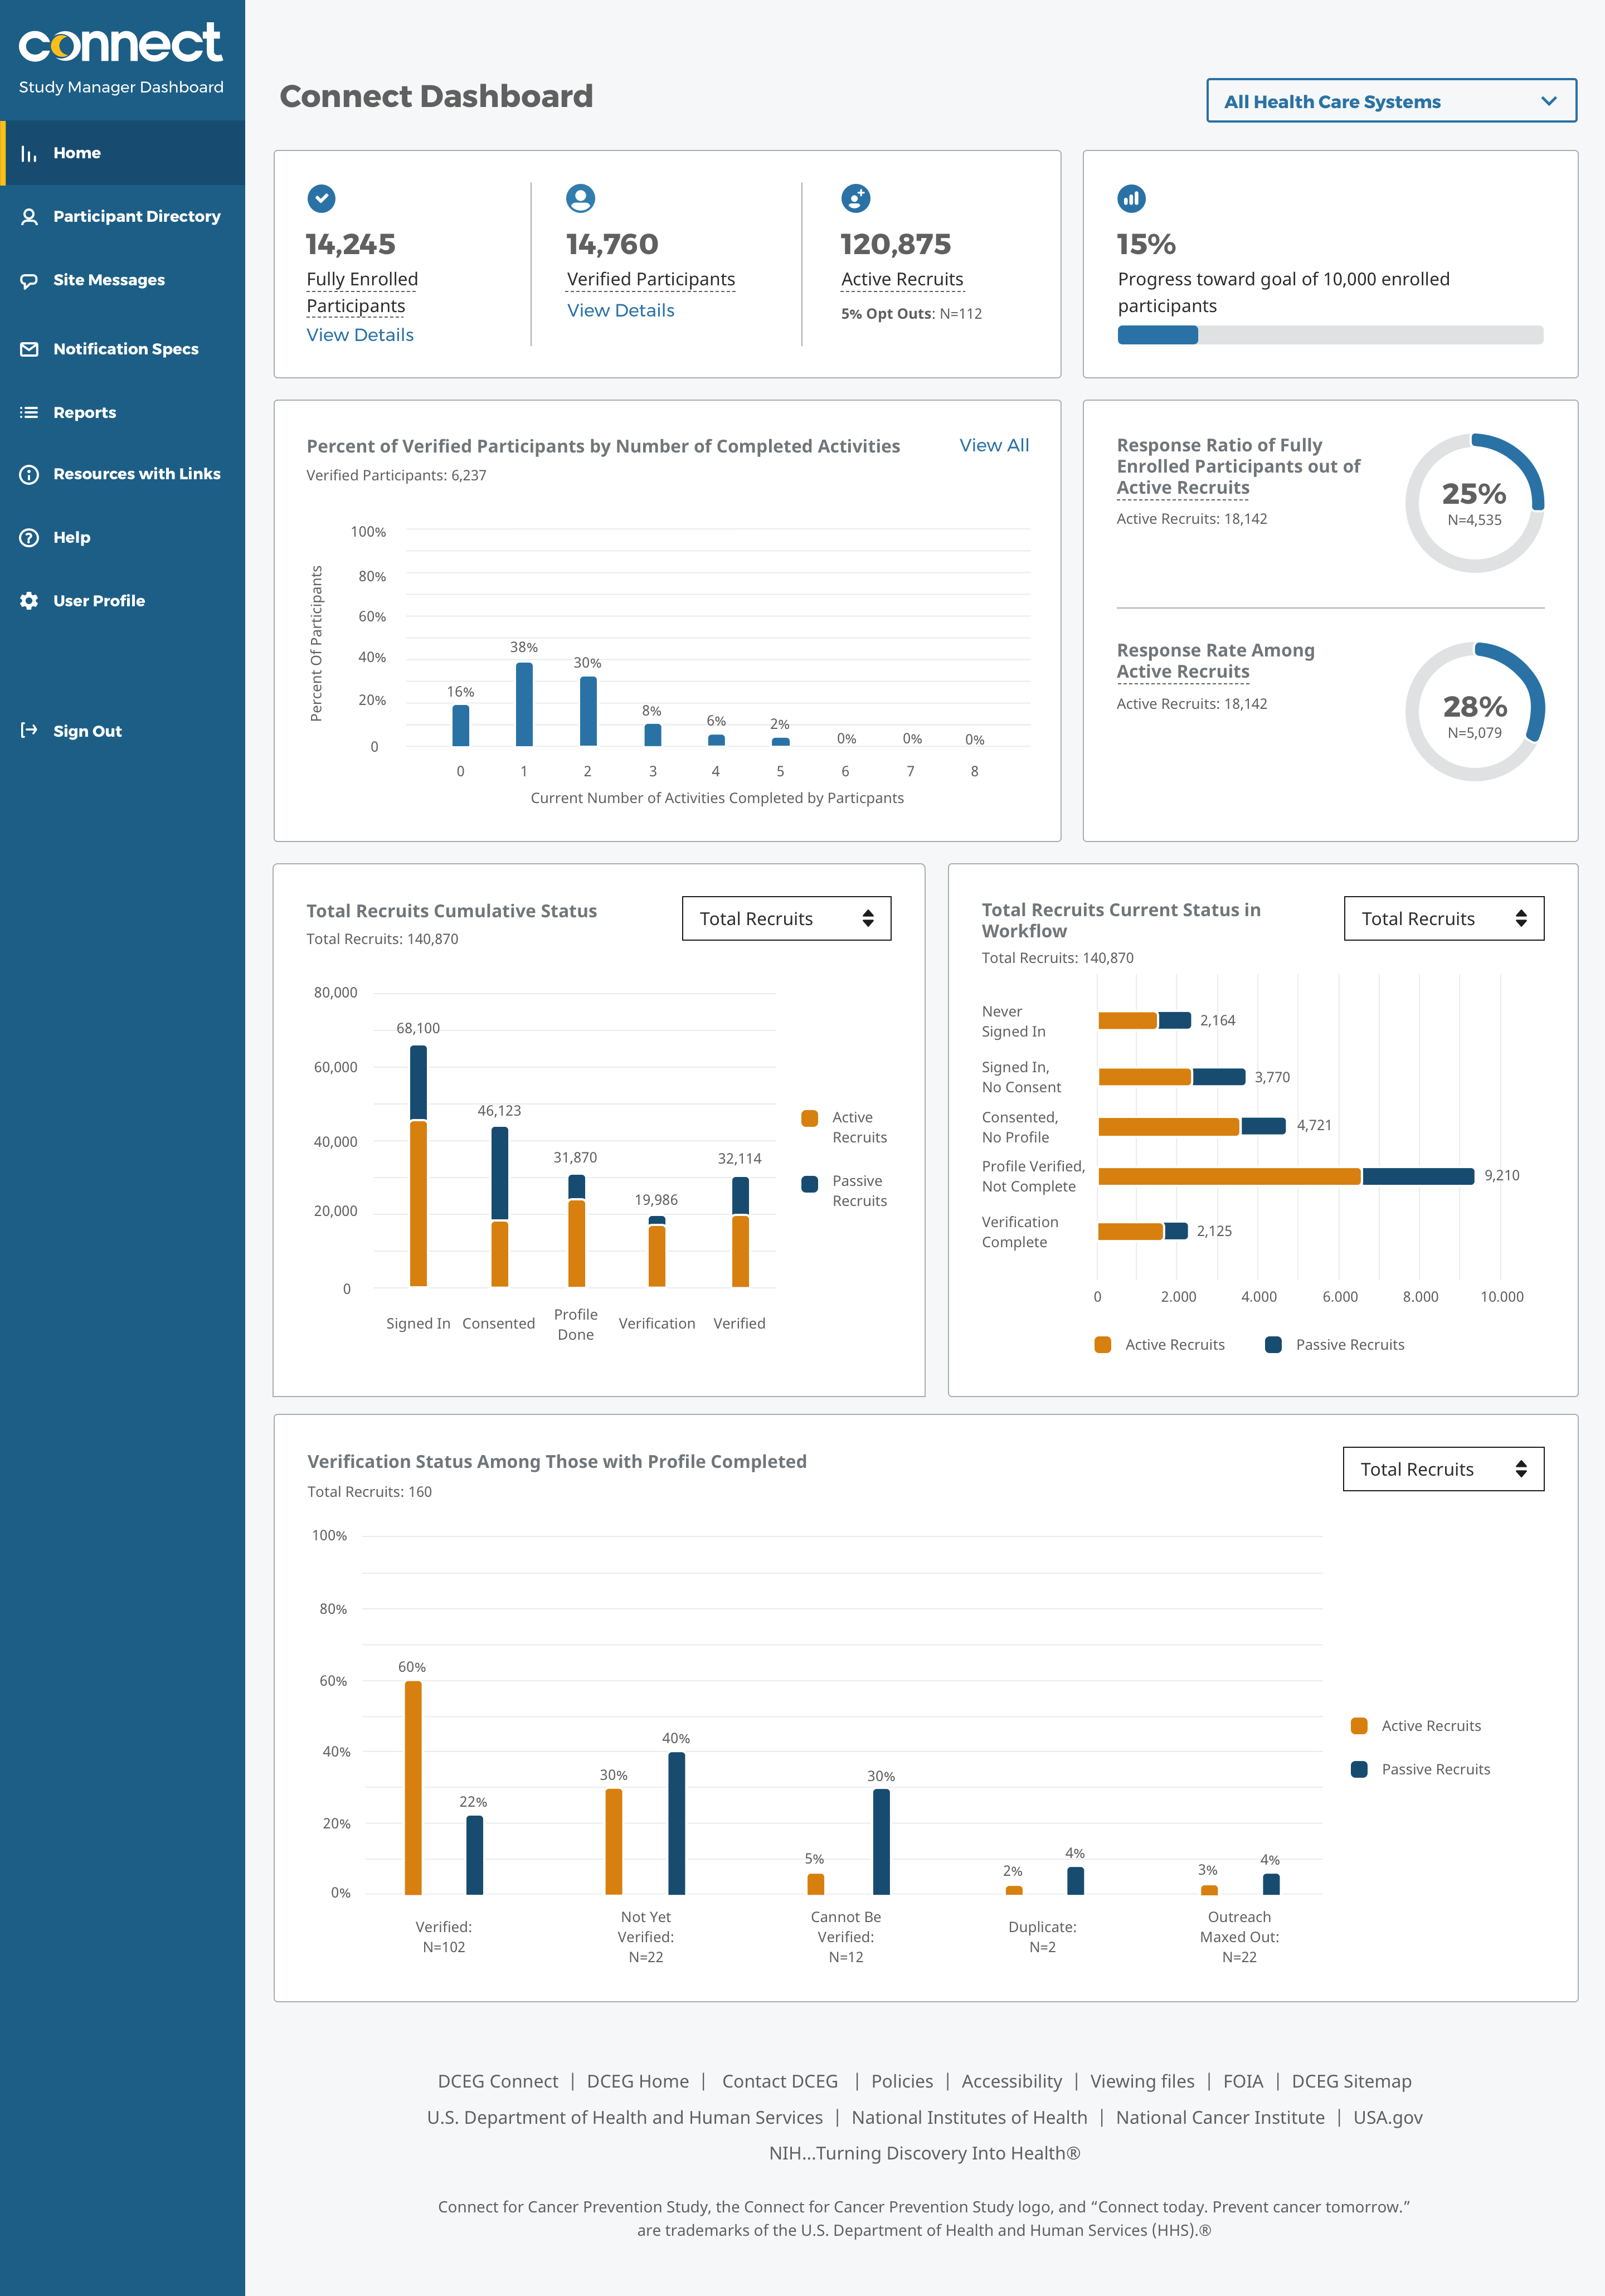 connect
Study Manager Dashboard
Home
Participant Directory
Site Messages
Notification Specs
Reports
Resources with Links
Help
User Profile
Sign Out
Connect Dashboard
All Health Care Systems
14,245
Fully Enrolled
Participants
View Details
14,760
Verified Participants
View Details
120,875
Active Recruits
5% Opt Outs: N=112
15%
Progress toward goal of 10,000 enrolled
participants
Percent of Verified Participants by Number of Completed Activities
View All
Verified Participants: 6,237
Percent Of Participants
100%
80%
60%
40%
20%
0
16%
38%
30%
8%
6%
2%
0%
0%
0%
0 1 2 3 4 5 6 7 8
Current Number of Activities Completed by Particpants
Response Ratio of Fully
Enrolled Participants out of
Active Recruits
Active Recruits: 18,142
25%
N=4,535
Response Rate Among
Active Recruits
Active Recruits: 18,142
28%
N=5,079
Total Recruits Cumulative Status
Total Recruits: 140,870
Total Recruits
80,000
60,000
40,000
20,000
0
68,100
46,123
31,870
19,986
32,114
Signed In
Consented
Profile
Done
Verification
Verified
Active
Recruits
Passive
Recruits
Total Recruits Current Status in
Workflow
Total Recruits: 140,870
Total Recruits
Never
Signed In
2,164
Signed In,
No Consent
3,770
Consented,
No Profile
4,721
Profile Verified,
Not Complete
9,210
Verification
Complete
2,125
0 2.000 4.000 6.000 8.000 10.000
Active Recruits
Passive Recruits
Verification Status Among Those with Profile Completed
Total Recruits: 160
Total Recruits
100%
80%
60%
40%
20%
0%
60%
22%
30%
40%
5%
30%
2%
4%
3%
4%
Verified:
N=102
Not Yet
Verified:
N=22
Cannot Be
Verified:
N=12
Duplicate:
N=2
Outreach
Maxed Out:
N=22
Active Recruits
Passive Recruits
DCEG Connect | DCEG Home | Contact DCEG | Policies | Accessibility | Viewing files | FOIA | DCEG Sitemap
U.S. Department of Health and Human Services | National Institutes of Health | National Cancer Institute | USA.gov
NIH...Turning Discovery Into Health®
Connect for Cancer Prevention Study, the Connect for Cancer Prevention Study logo, and “Connect today. Prevent cancer tomorrow.”
are trademarks of the U.S. Department of Health and Human Services (HHS).®